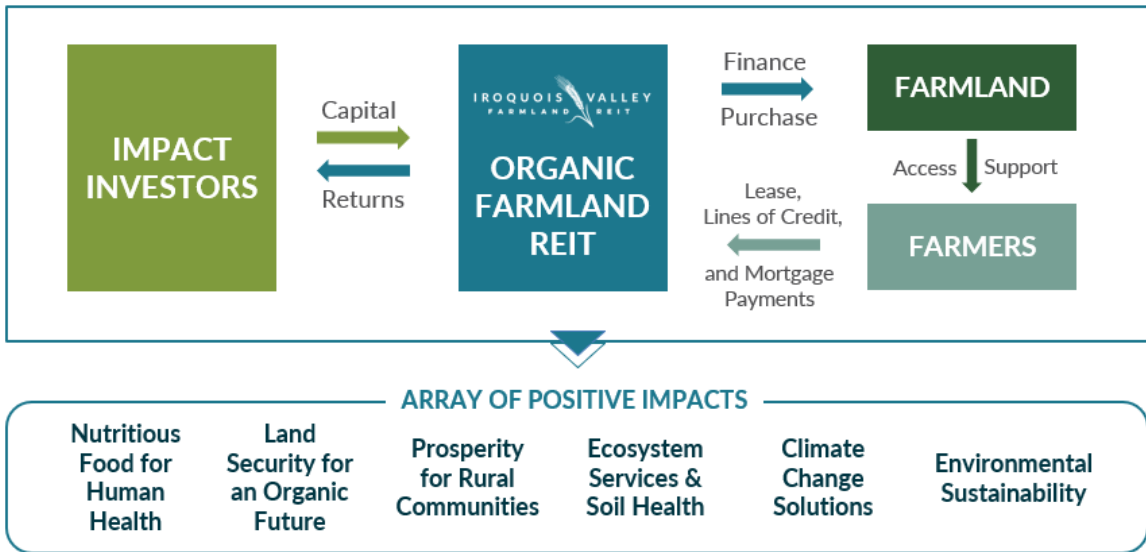 IMPACT
INVESTORS
Capital
Returns
IROQUOIS VALLEY
FARMLAND REIT
ORGANIC
FARMLAND
REIT
Finance
Purchase
FARMLAND
Access Support
Lease,
Lines of Credit,
and Mortgage
Payments
FARMERS
ARRAY OF POSITIVE IMPACTS
Nutritious
Food for
Human
Health
Land
Security for
an Organic
Future
Prosperity
for Rural
Communities
Ecosystem
Services &
Soil Health
Climate
Change
Solutions
Environmental
Sustainability